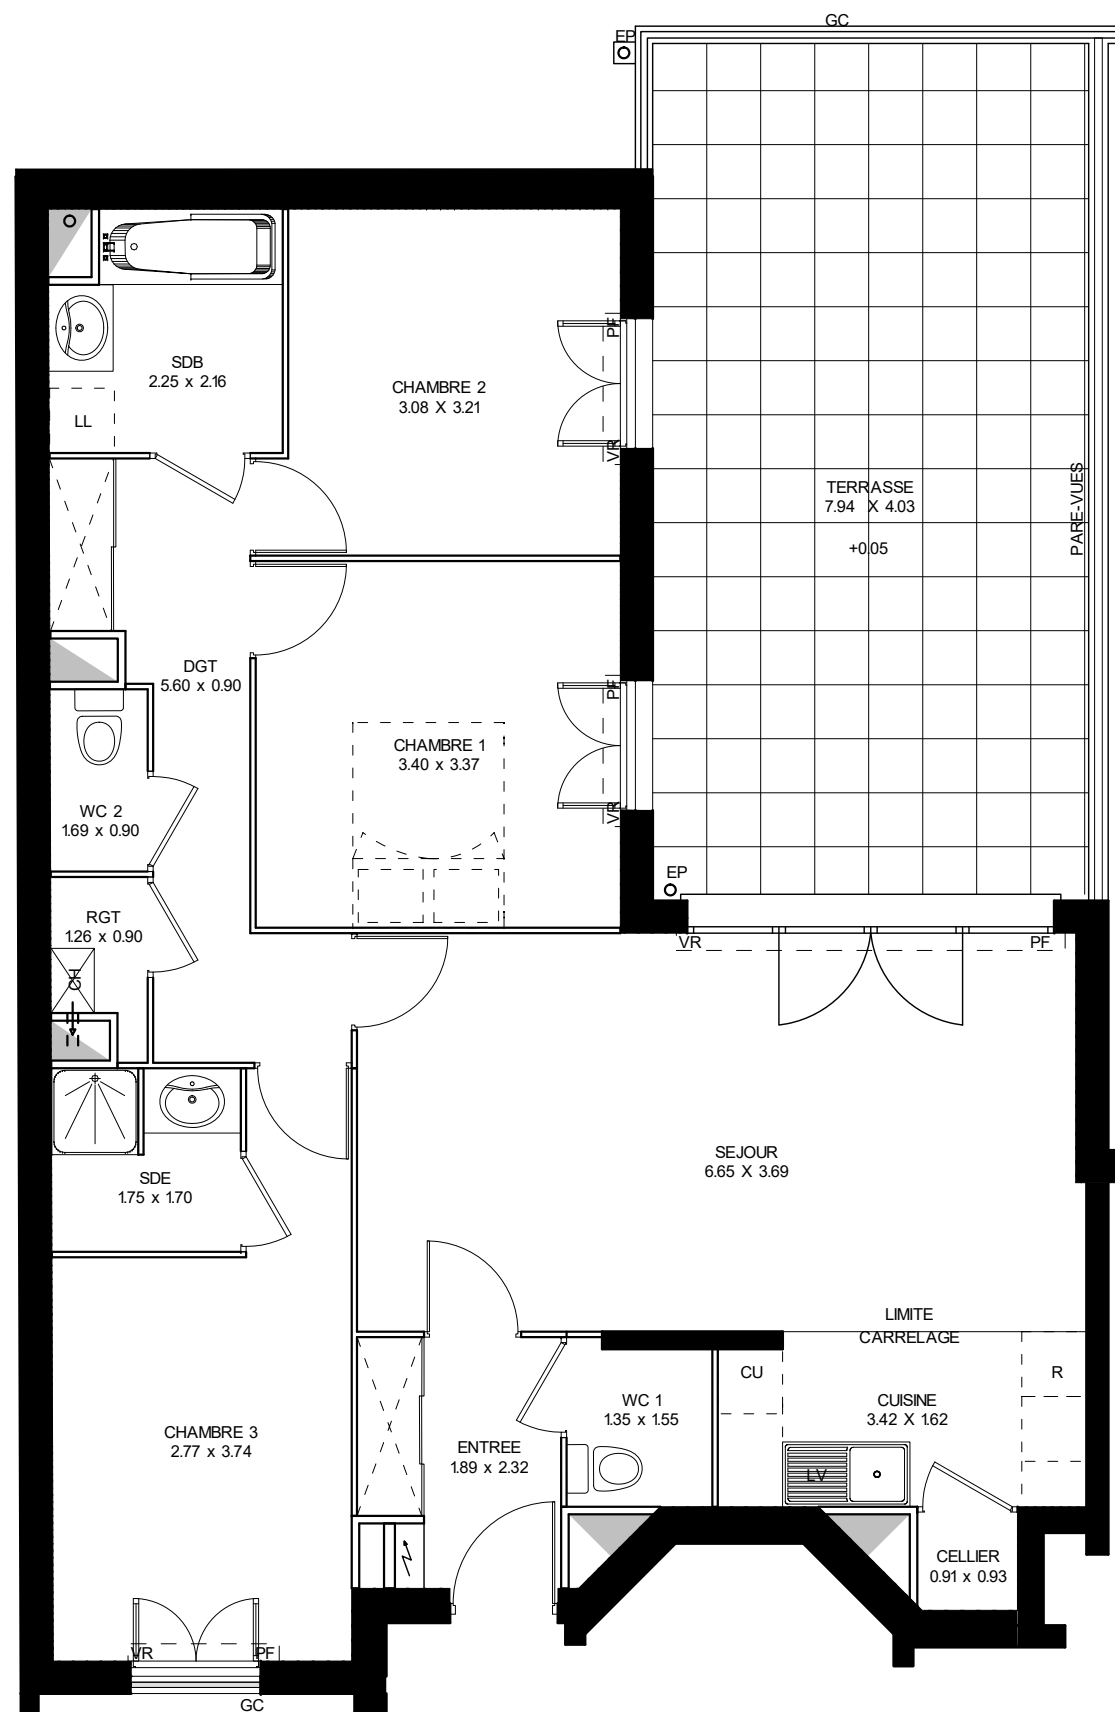 GC
EP
SDB
2.25 x 2.16
LL
CHAMBRE 2
3.08 X 3.21
PF
VR
TERRASSE
7.94 X 4.03
+0.05
PARE-VUES
DGT
5.60 x 0.90
CHAMBRE 1
3.40 x 3.37
PF
VR
WC 2
1.69 x 0.90
EP
RGT
1.26 x 0.90
CH
VR
PF
SDE
1.75 x 1.70
SEJOUR
6.65 X 3.69
LIMITE
CARRELAGE
CU
R
CUISINE
3.42 X 1.62
WC 1
1.35 x 1.55
CHAMBRE 3
2.77 x 3.74
ENTREE
1.89 x 2.32
LV
CELLIER
0.91 x 0.93
VR
PF
GC